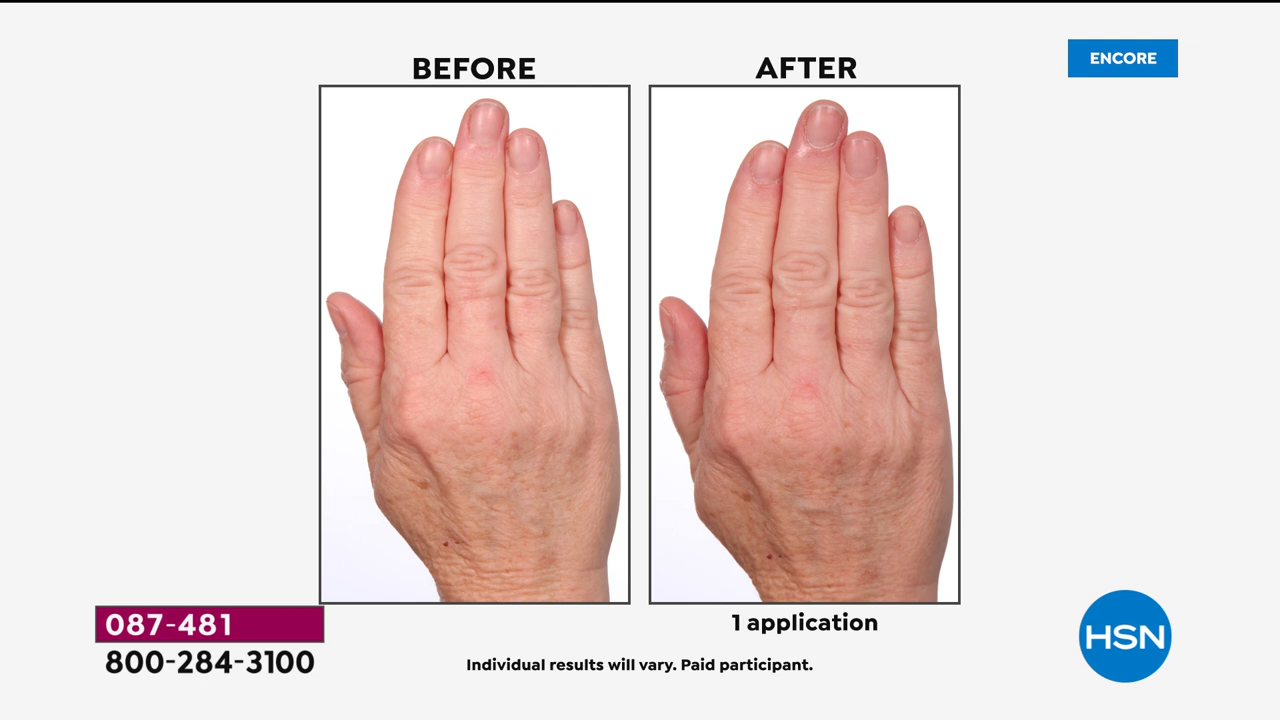 BEFORE
AFTER
ENCORE
1 application
087-481
800-284-3100
Individual results will vary. Paid participant.
HSN